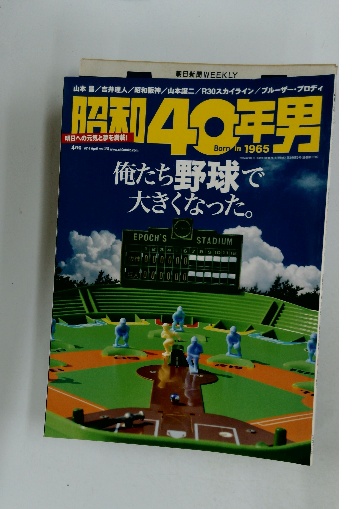 朝日新聞WEEKLY
山本 昌／吉井理人／昭和阪神／山本譲二／R30スカイライン／ブルーザー・ブロディ
昭和40年男
明日への元気と夢を満載!
Born in 1965
俺たち野球で
大きくなった。
EPOCH'S STADIUM